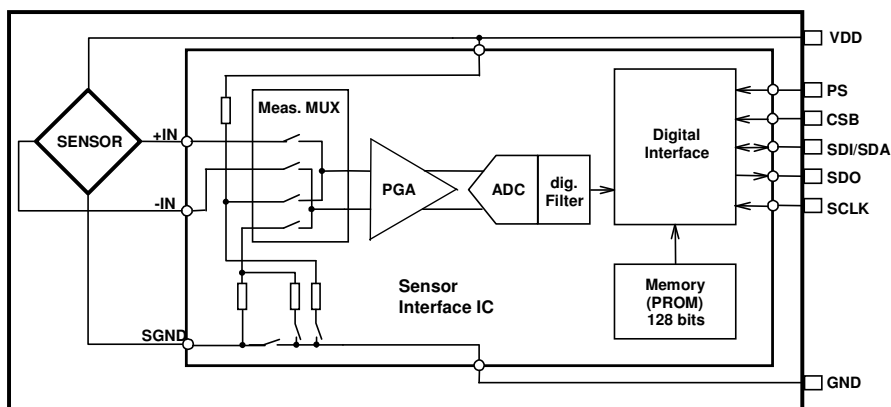 VDD
PS
Meas. MUX
CSB
SENSOR
+IN
Digital
Interface
SDI/SDA
SDO
PGA
ADC
dig.
Filter
-IN
SCLK
Sensor
Interface IC
Memory
(PROM)
128 bits
SGND
GND